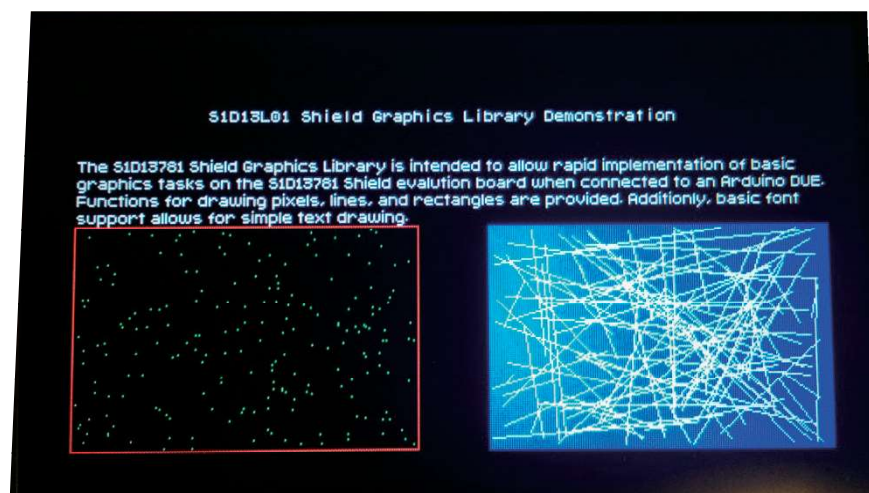 S1D13L01 Shield Graphics Library Demonstration
The S1D13781 Shield Graphics Library is intended to allow rapid implementation of basic
graphics tasks on the S1D13781 Shield evalution board when connected to an Arduino DUE.
Functions for drawing pixels, lines, and rectangles are provided. Additionly, basic font
support allows for simple text drawing.